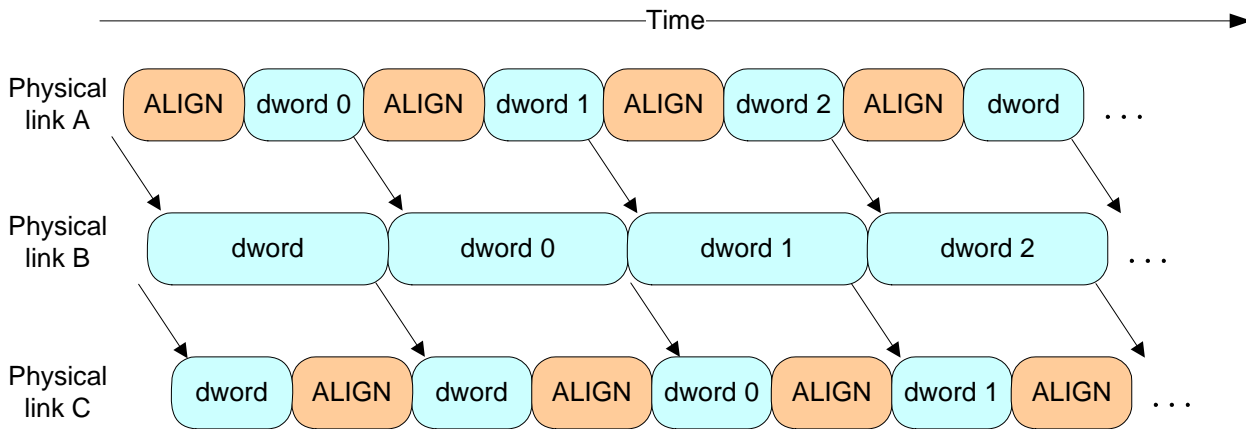 Time
Physical
link A
ALIGN dword 0 ALIGN dword 1 ALIGN dword 2 ALIGN dword . . .
Physical
link B
dword dword 0 dword 1 dword 2 . . .
Physical
link C
dword ALIGN dword ALIGN dword 0 ALIGN dword 1 ALIGN . . .